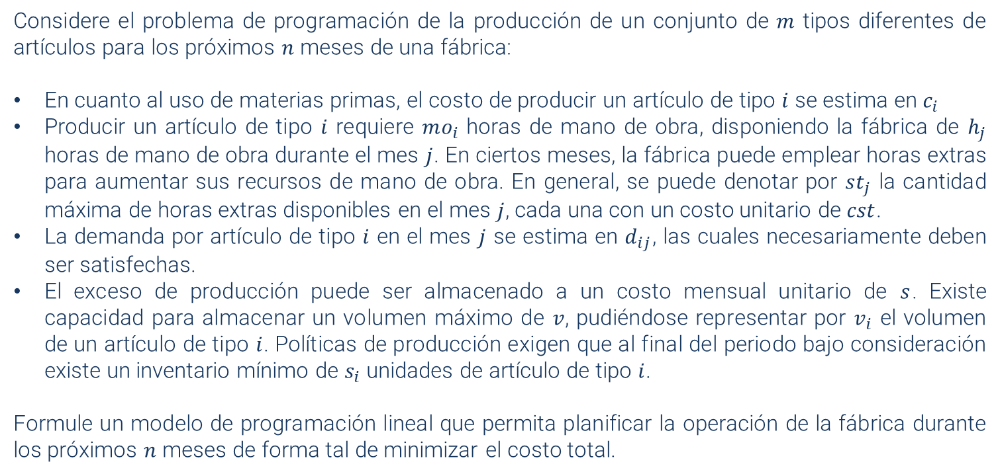 Considere el problema de programación de la producción de un conjunto de m tipos diferentes de
artículos para los próximos n meses de una fábrica:
• En cuanto al uso de materias primas, el costo de producir un artículo de tipo i se estima en c_i
• Producir un artículo de tipo i requiere mo_i horas de mano de obra, disponiendo la fábrica de h_j
horas de mano de obra durante el mes j. En ciertos meses, la fábrica puede emplear horas extras
para aumentar sus recursos de mano de obra. En general, se puede denotar por st_j la cantidad
máxima de horas extras disponibles en el mes j, cada una con un costo unitario de cst.
• La demanda por artículo de tipo i en el mes j se estima en d_ij, las cuales necesariamente deben
ser satisfechas.
• El exceso de producción puede ser almacenado a un costo mensual unitario de s. Existe
capacidad para almacenar un volumen máximo de v, pudiéndose representar por v_i el volumen
de un artículo de tipo i. Políticas de producción exigen que al final del periodo bajo consideración
existe un inventario mínimo de s_i unidades de artículo de tipo i.
Formule un modelo de programación lineal que permita planificar la operación de la fábrica durante
los próximos n meses de forma tal de minimizar el costo total.